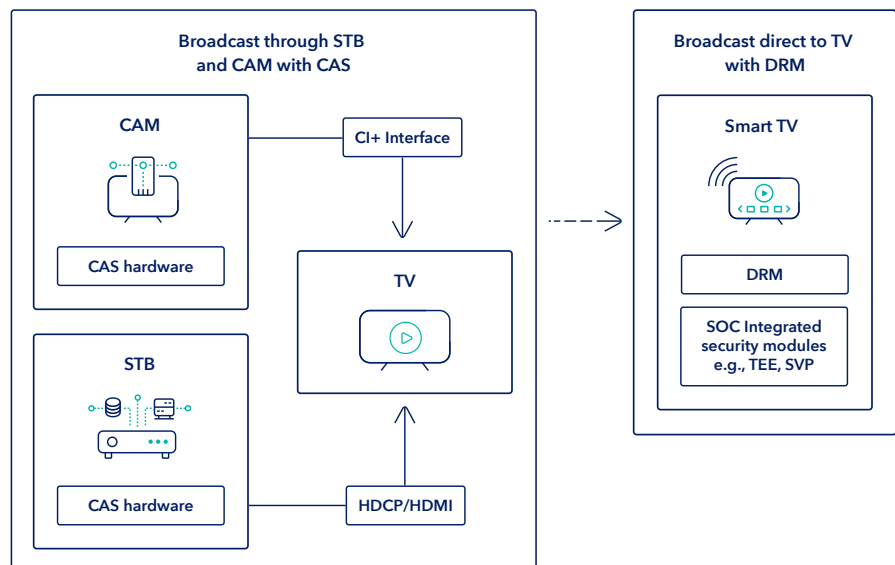 Broadcast through STB
and CAM with CAS
CAM
CAS hardware
CI+ Interface
TV
STB
CAS hardware
HDCP/HDMI
Broadcast direct to TV
with DRM
Smart TV
DRM
SOC Integrated
security modules
e.g., TEE, SVP